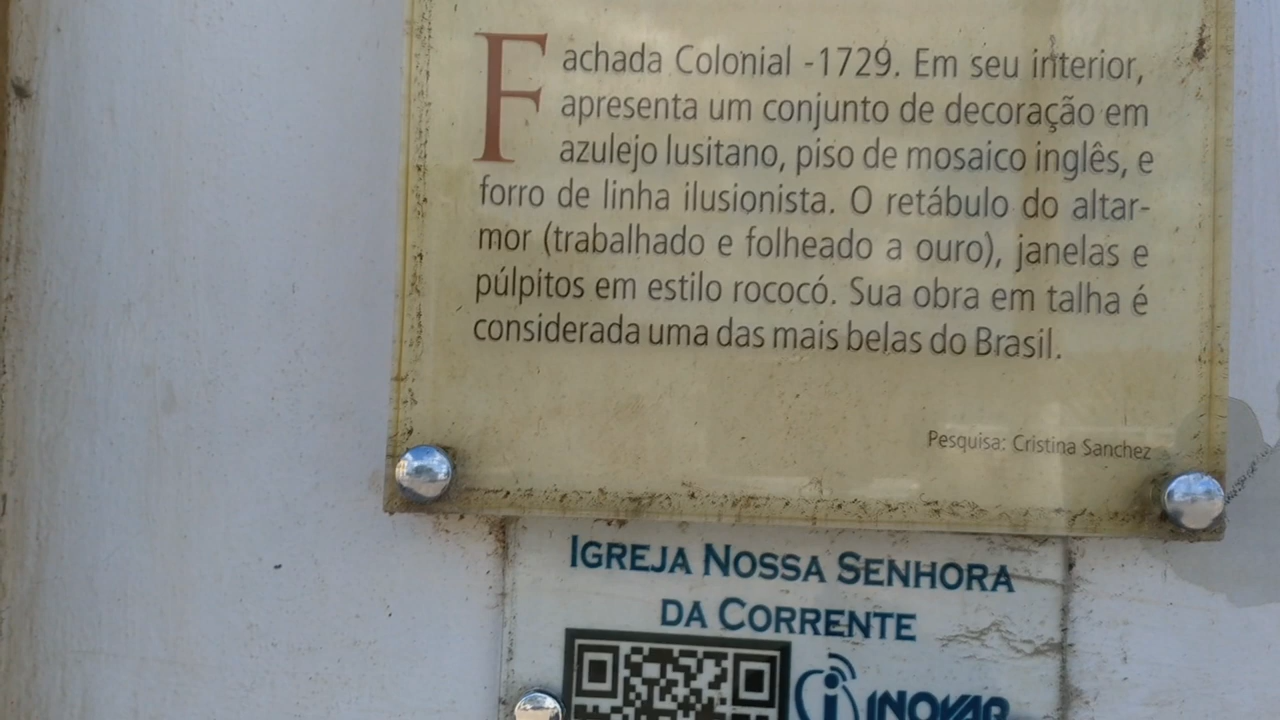 Fachada Colonial -1729. Em seu interior,
apresenta um conjunto de decoração em
azulejo lusitano, piso de mosaico inglês, e
forro de linha ilusionista. O retábulo do altar-
mor (trabalhado e folheado a ouro), janelas e
púlpitos em estilo rococó. Sua obra em talha é
considerada uma das mais belas do Brasil.
Pesquisa: Cristina Sanchez
IGREJA NOSSA SENHORA
DA CORRENTE
INOVAR